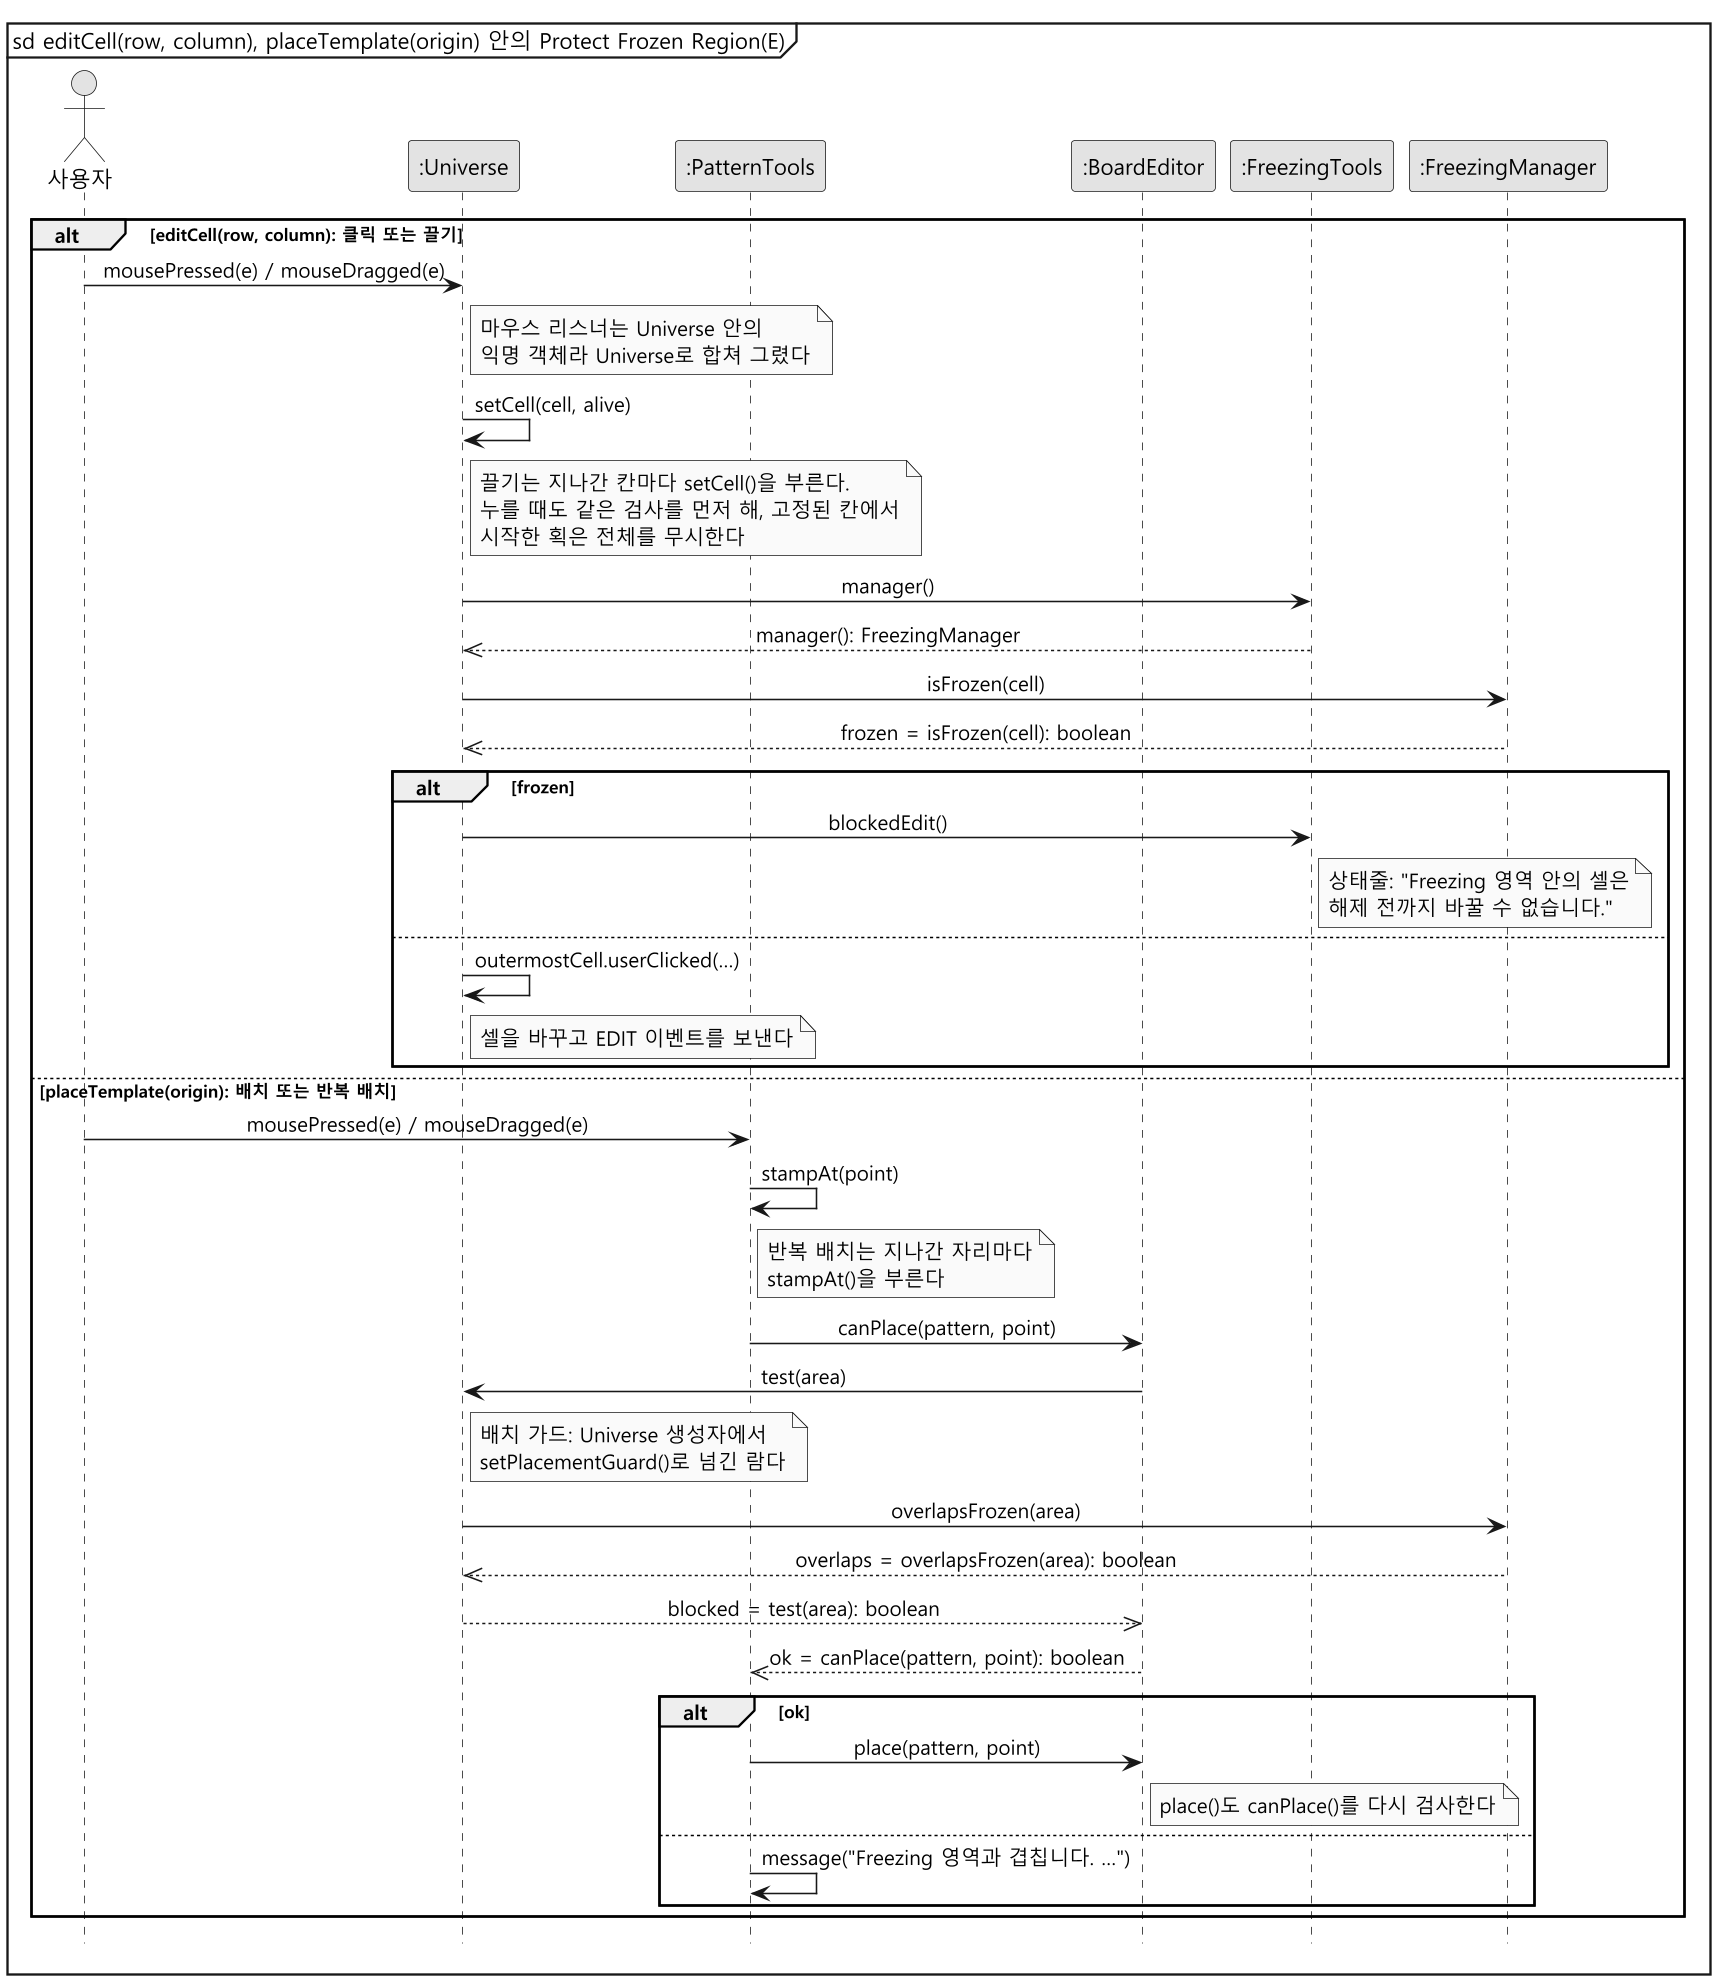 sd editCell(row, column), placeTemplate(origin) 안의 Protect Frozen Region(E)
사용자
:Universe
:PatternTools
:BoardEditor
:FreezingTools
:FreezingManager
alt
[editCell(row, column): 클릭 또는 끌기]
mousePressed(e) / mouseDragged(e)
마우스 리스너는 Universe 안의
익명 객체라 Universe로 합쳐 그렸다
setCell(cell, alive)
끌기는 지나간 칸마다 setCell()을 부른다.
누를 때도 같은 검사를 먼저 해, 고정된 칸에서
시작한 획은 전체를 무시한다
manager()
manager(): FreezingManager
isFrozen(cell)
frozen = isFrozen(cell): boolean
alt
[frozen]
blockedEdit()
상태줄: "Freezing 영역 안의 셀은
해제 전까지 바꿀 수 없습니다."
outermostCell.userClicked(...)
셀을 바꾸고 EDIT 이벤트를 보낸다
[placeTemplate(origin): 배치 또는 반복 배치]
mousePressed(e) / mouseDragged(e)
stampAt(point)
반복 배치는 지나간 자리마다
stampAt()을 부른다
canPlace(pattern, point)
test(area)
배치 가드: Universe 생성자에서
setPlacementGuard()로 넘긴 람다
overlapsFrozen(area)
overlaps = overlapsFrozen(area): boolean
blocked = test(area): boolean
ok = canPlace(pattern, point): boolean
alt
[ok]
place(pattern, point)
place()도 canPlace()를 다시 검사한다
message("Freezing 영역과 겹칩니다. ...")